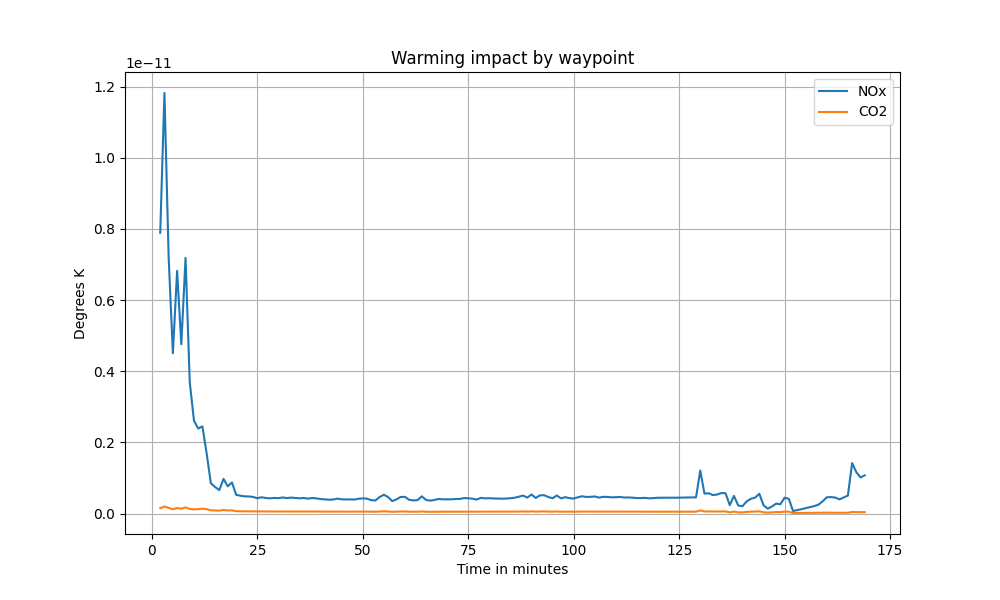 Warming impact by waypoint
1e−11
NOx
CO2
1.2
1.0
0.8
0.6
0.4
0.2
0.0
Degrees K
0 25 50 75 100 125 150 175
Time in minutes